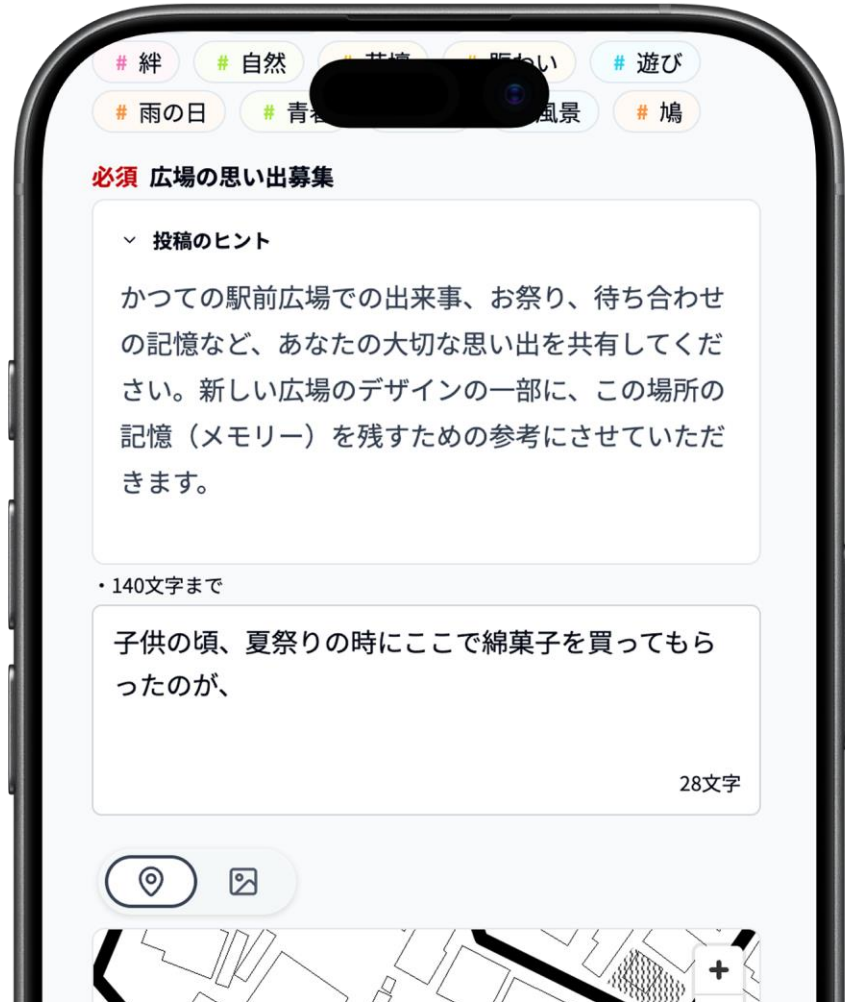 # 絆 # 自然 # 遊び
# 雨の日 風景 # 鳩
必須 広場の思い出募集
投稿のヒント
かつての駅前広場での出来事、お祭り、待ち合わせ
の記憶など、あなたの大切な思い出を共有してくだ
さい。新しい広場のデザインの一部に、この場所の
記憶（メモリー）を残すための参考にさせていただ
きます。
・140文字まで
子供の頃、夏祭りの時にここで綿菓子を買ってもら
ったのが、
28文字
+